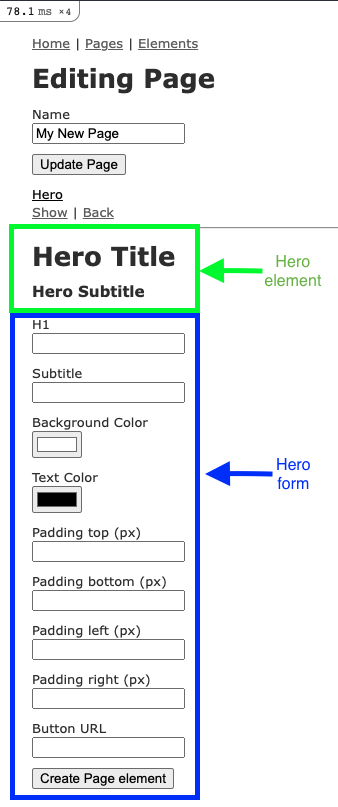 78.1 ms ×4
Home | Pages | Elements
Editing Page
Name
My New Page
Update Page
Hero
Show | Back
Hero Title
Hero Subtitle
Hero
element
H1
Subtitle
Background Color
Hero
form
Text Color
Padding top (px)
Padding bottom (px)
Padding left (px)
Padding right (px)
Button URL
Create Page element